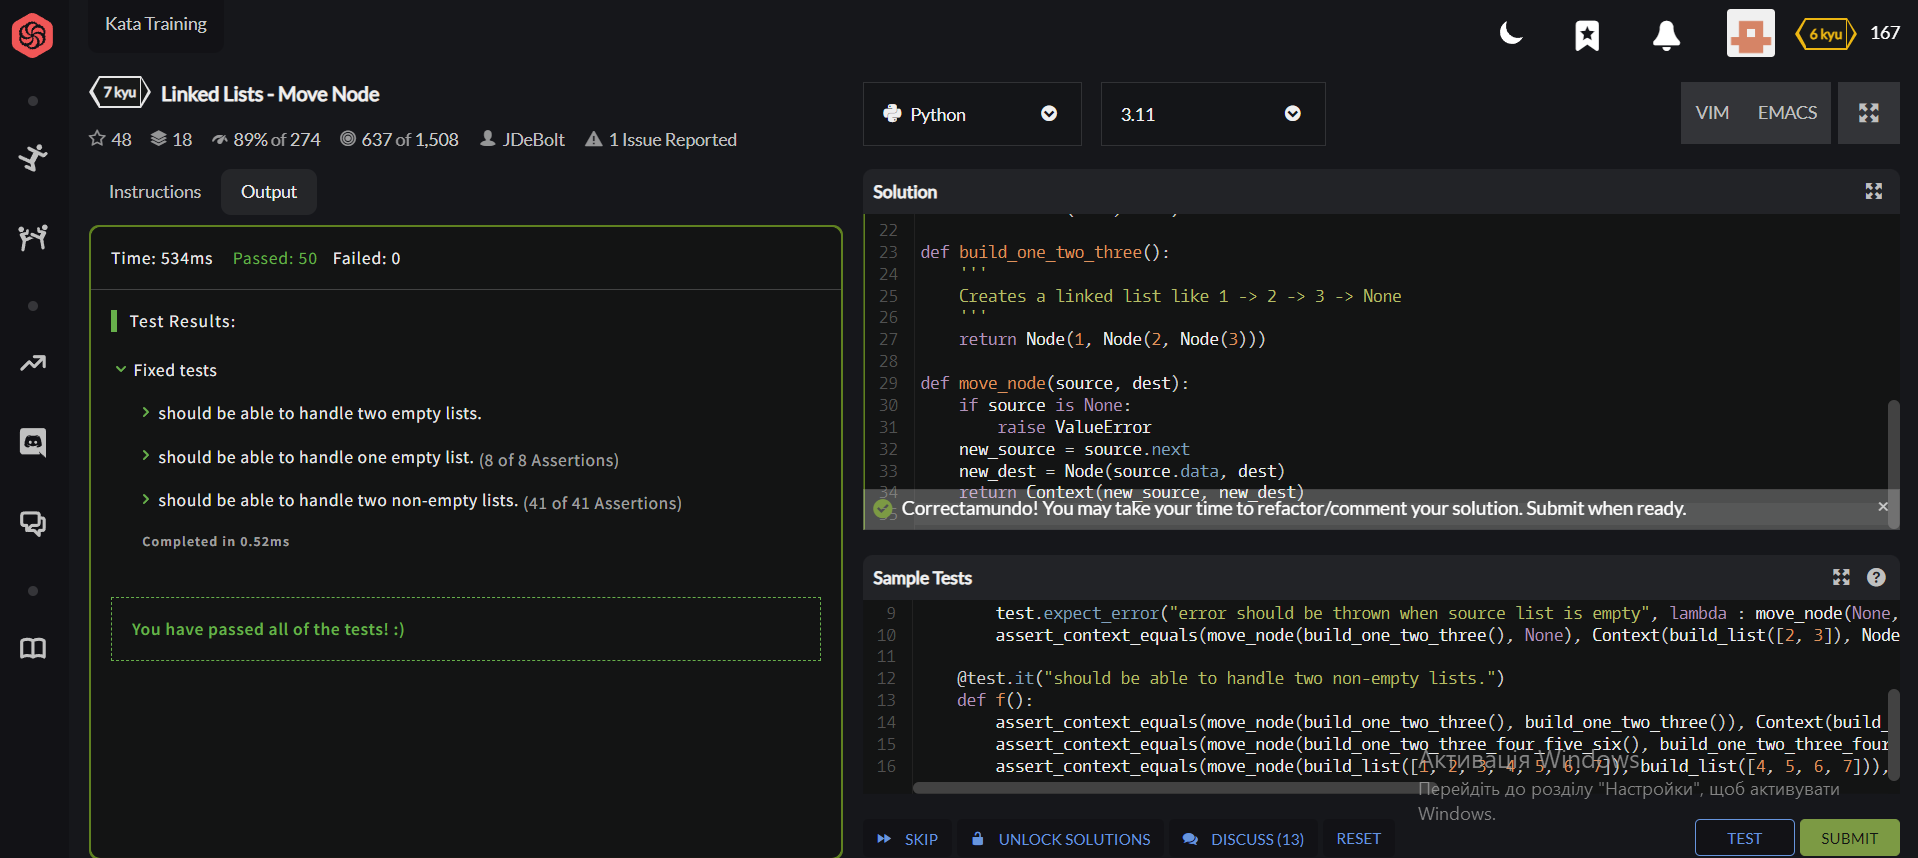 Kata Training
6 kyu
167
7 kyu
Linked Lists - Move Node
48
18
89% of 274
637 of 1,508
JDeBolt
1 Issue Reported
Instructions
Output
Time: 534ms Passed: 50 Failed: 0
Test Results:
Fixed tests
should be able to handle two empty lists.
should be able to handle one empty list. (8 of 8 Assertions)
should be able to handle two non-empty lists. (41 of 41 Assertions)
Completed in 0.52ms
You have passed all of the tests! :)
Python
3.11
VIM
EMACS
Solution
22
23 def build_one_two_three():
24     '''
25     Creates a linked list like 1 -> 2 -> 3 -> None
26     '''
27     return Node(1, Node(2, Node(3)))
28
29 def move_node(source, dest):
30     if source is None:
31         raise ValueError
32     new_source = source.next
33     new_dest = Node(source.data, dest)
34     return Context(new_source, new_dest)
35
Correctamundo! You may take your time to refactor/comment your solution. Submit when ready.
×
Sample Tests
?
9         test.expect_error("error should be thrown when source list is empty", lambda : move_node(None,
10         assert_context_equals(move_node(build_one_two_three(), None), Context(build_list([2, 3]), Node
11
12     @test.it("should be able to handle two non-empty lists.")
13     def f():
14         assert_context_equals(move_node(build_one_two_three(), build_one_two_three()), Context(build_
15         assert_context_equals(move_node(build_one_two_three_four_five_six(), build_one_two_three_four
16         assert_context_equals(move_node(build_list([1, 2, 3, 4, 5, 6, 7]), build_list([4, 5, 6, 7])),
Активація Windows
Перейдіть до розділу "Настройки", щоб активувати
Windows.
SKIP
UNLOCK SOLUTIONS
DISCUSS (13)
RESET
TEST
SUBMIT